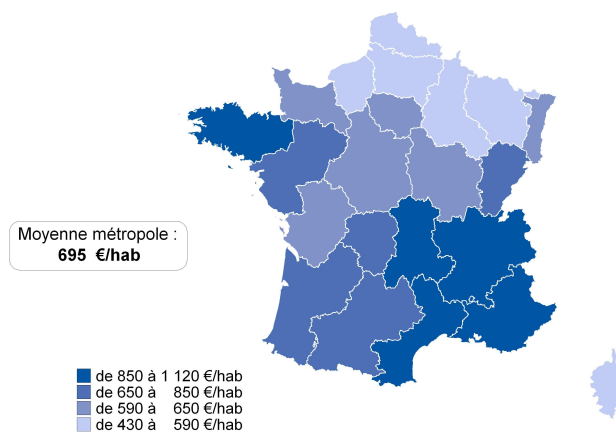 Moyenne métropole :
695 €/hab
de 850 à 1 120 €/hab
de 650 à 850 €/hab
de 590 à 650 €/hab
de 430 à 590 €/hab